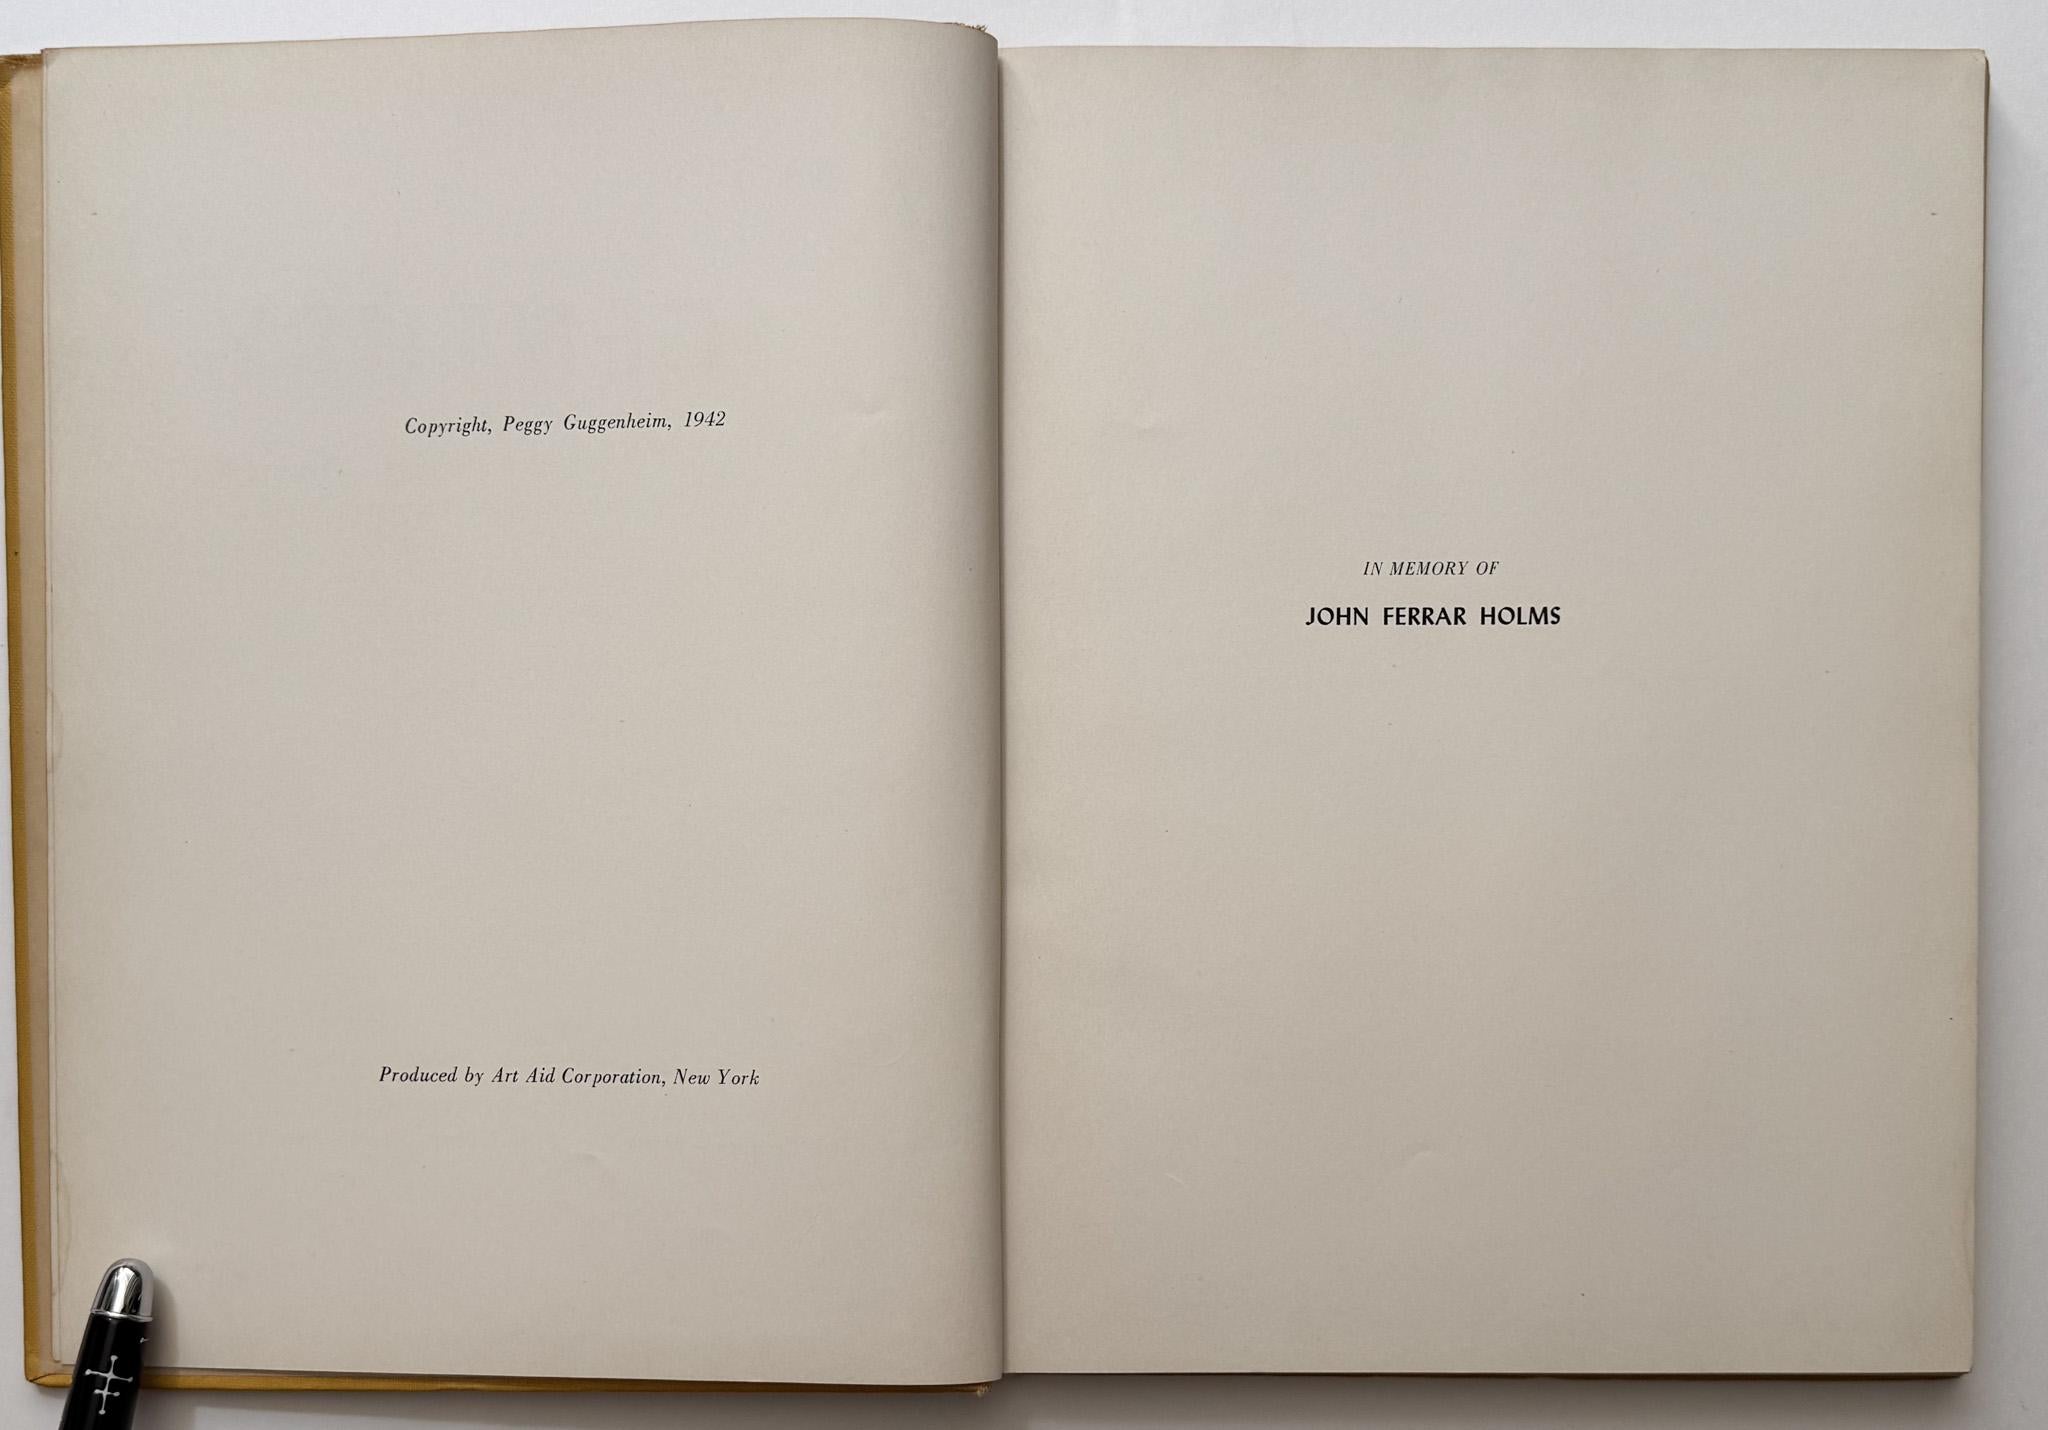 Copyright, Peggy Guggenheim, 1942
Produced by Art Aid Corporation, New York
IN MEMORY OF
JOHN FERRAR HOLMS